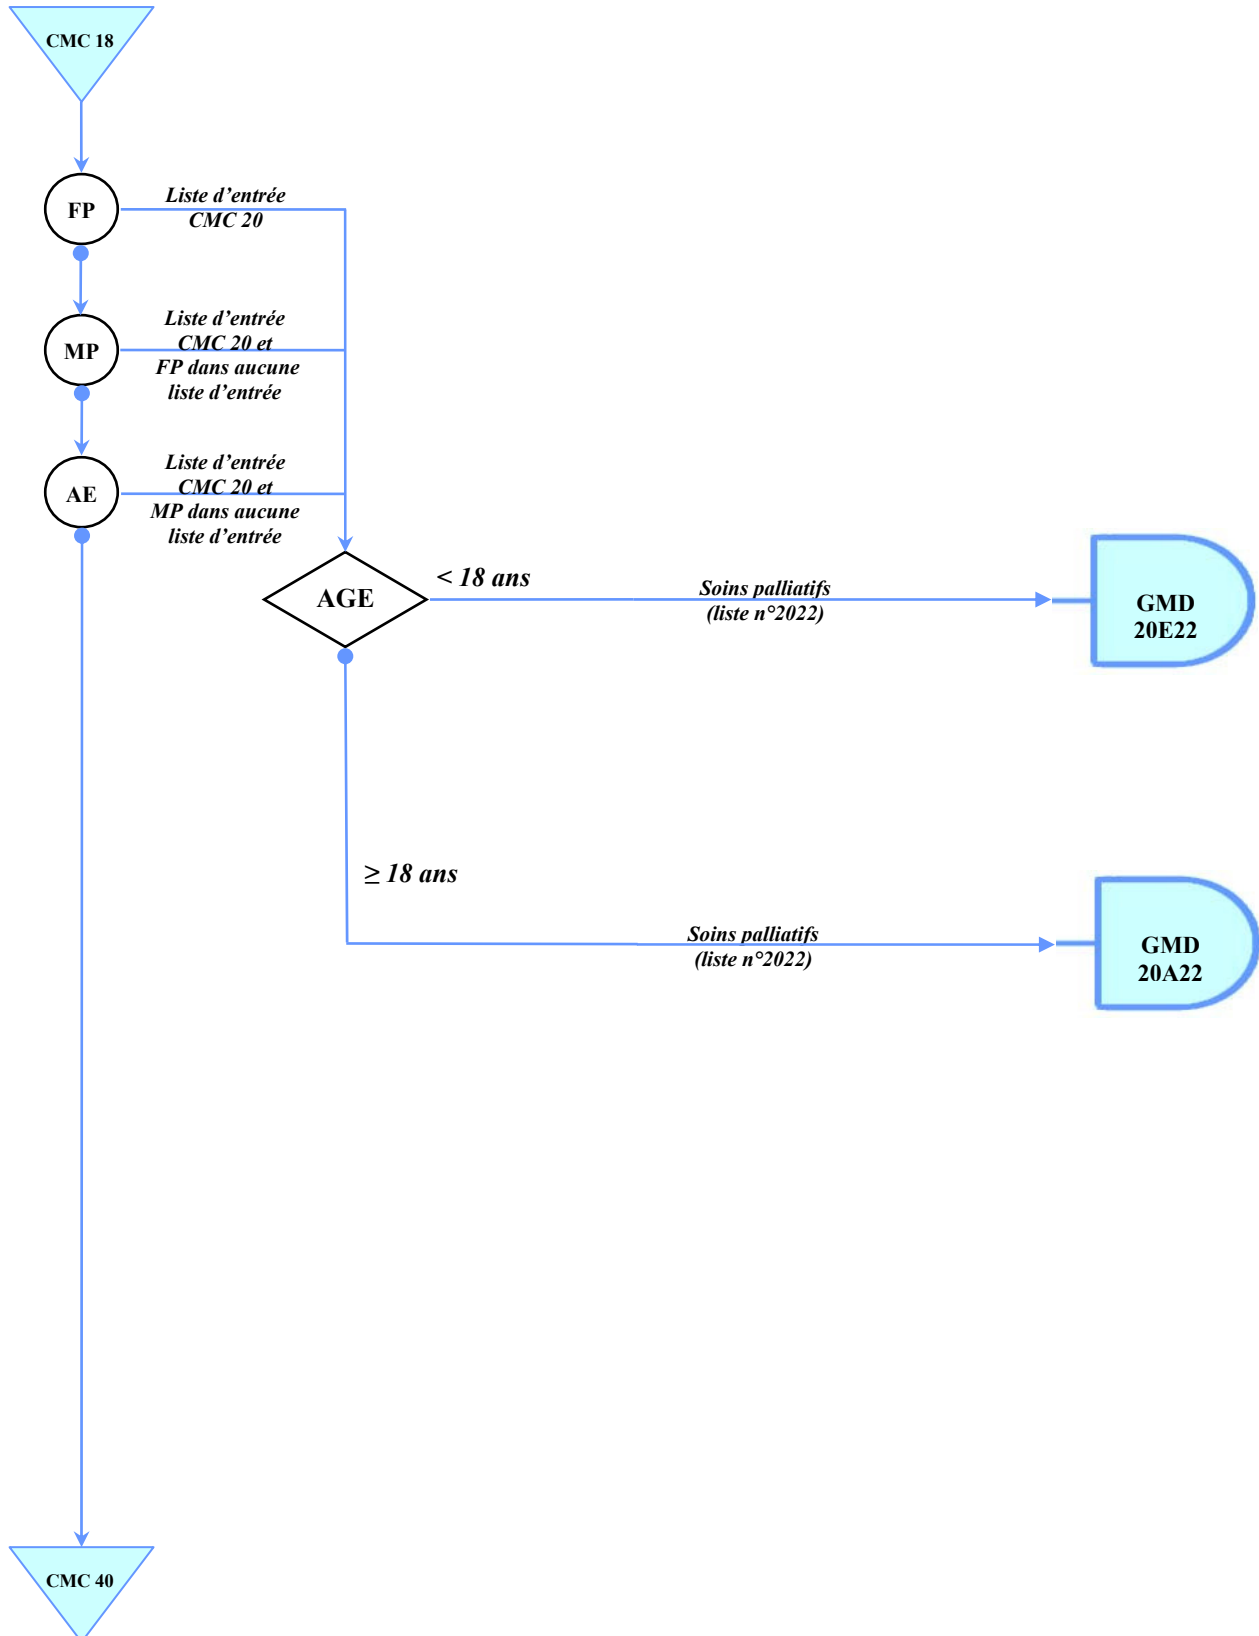 CMC 18
FP
Liste d’entrée
CMC 20
MP
Liste d’entrée
CMC 20 et
FP dans aucune
liste d’entrée
AE
Liste d’entrée
CMC 20 et
MP dans aucune
liste d’entrée
AGE
< 18 ans
Soins palliatifs
(liste n°2022)
GMD
20E22
≥ 18 ans
Soins palliatifs
(liste n°2022)
GMD
20A22
CMC 40